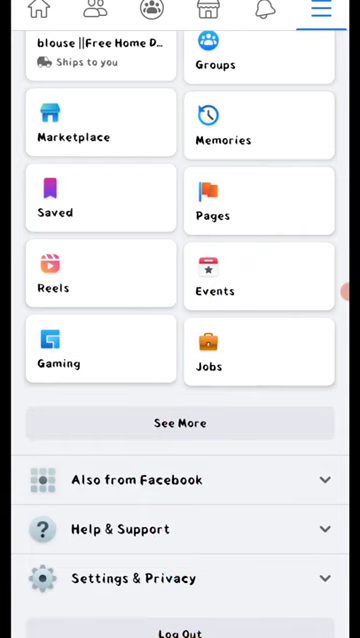 blouse ||Free Home D...
Ships to you
Groups
Marketplace
Memories
Saved
Pages
Reels
Events
Gaming
Jobs
See More
Also from Facebook
Help & Support
Settings & Privacy
Log Out